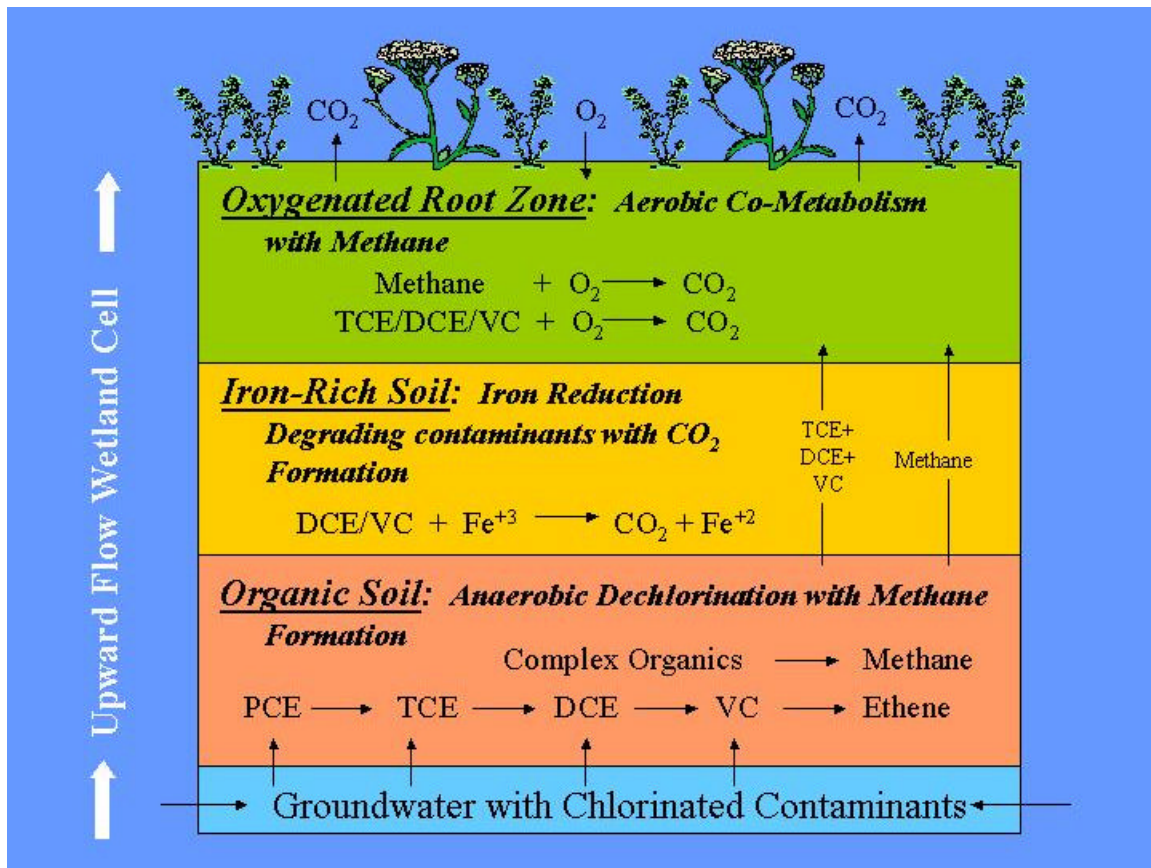 CO₂ O₂ CO₂
Oxygenated Root Zone: Aerobic Co-Metabolism
with Methane
Methane + O₂ → CO₂
TCE/DCE/VC + O₂ → CO₂
Iron-Rich Soil: Iron Reduction
Degrading contaminants with CO₂
Formation
DCE/VC + Fe⁺³ → CO₂ + Fe⁺²
TCE+
DCE+
VC
Methane
Organic Soil: Anaerobic Dechlorination with Methane
Formation
Complex Organics → Methane
PCE → TCE → DCE → VC → Ethene
Groundwater with Chlorinated Contaminants
Upward Flow Wetland Cell